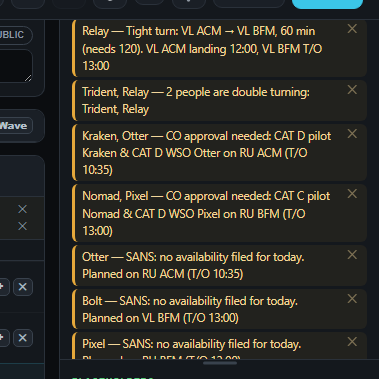 UBLIC
Wave
Relay — Tight turn: VL ACM → VL BFM, 60 min
(needs 120). VL ACM landing 12:00, VL BFM T/O
13:00
Trident, Relay — 2 people are double turning:
Trident, Relay
Kraken, Otter — CO approval needed: CAT D pilot
Kraken & CAT D WSO Otter on RU ACM (T/O
10:35)
Nomad, Pixel — CO approval needed: CAT C pilot
Nomad & CAT D WSO Pixel on RU BFM (T/O
13:00)
Otter — SANS: no availability filed for today.
Planned on RU ACM (T/O 10:35)
Bolt — SANS: no availability filed for today.
Planned on VL BFM (T/O 13:00)
Pixel — SANS: no availability filed for today.